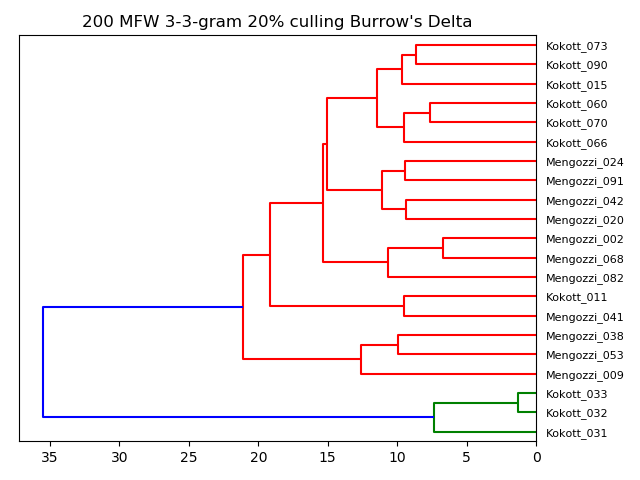 200 MFW 3-3-gram 20% culling Burrow's Delta
Kokott_073
Kokott_090
Kokott_015
Kokott_060
Kokott_070
Kokott_066
Mengozzi_024
Mengozzi_091
Mengozzi_042
Mengozzi_020
Mengozzi_002
Mengozzi_068
Mengozzi_082
Kokott_011
Mengozzi_041
Mengozzi_038
Mengozzi_053
Mengozzi_009
Kokott_033
Kokott_032
Kokott_031
35 30 25 20 15 10 5 0